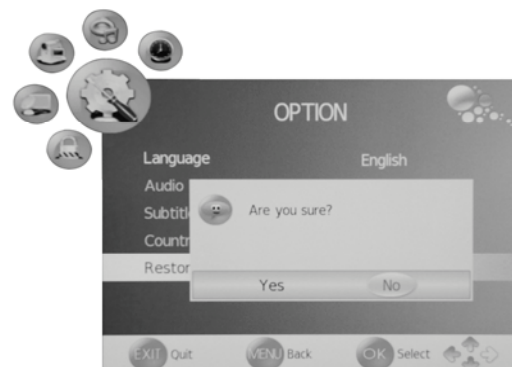 OPTION
Language English
Audio
Subtitl
Countr
Restor
Are you sure?
Yes No
EXIT Quit MENU Back OK Select